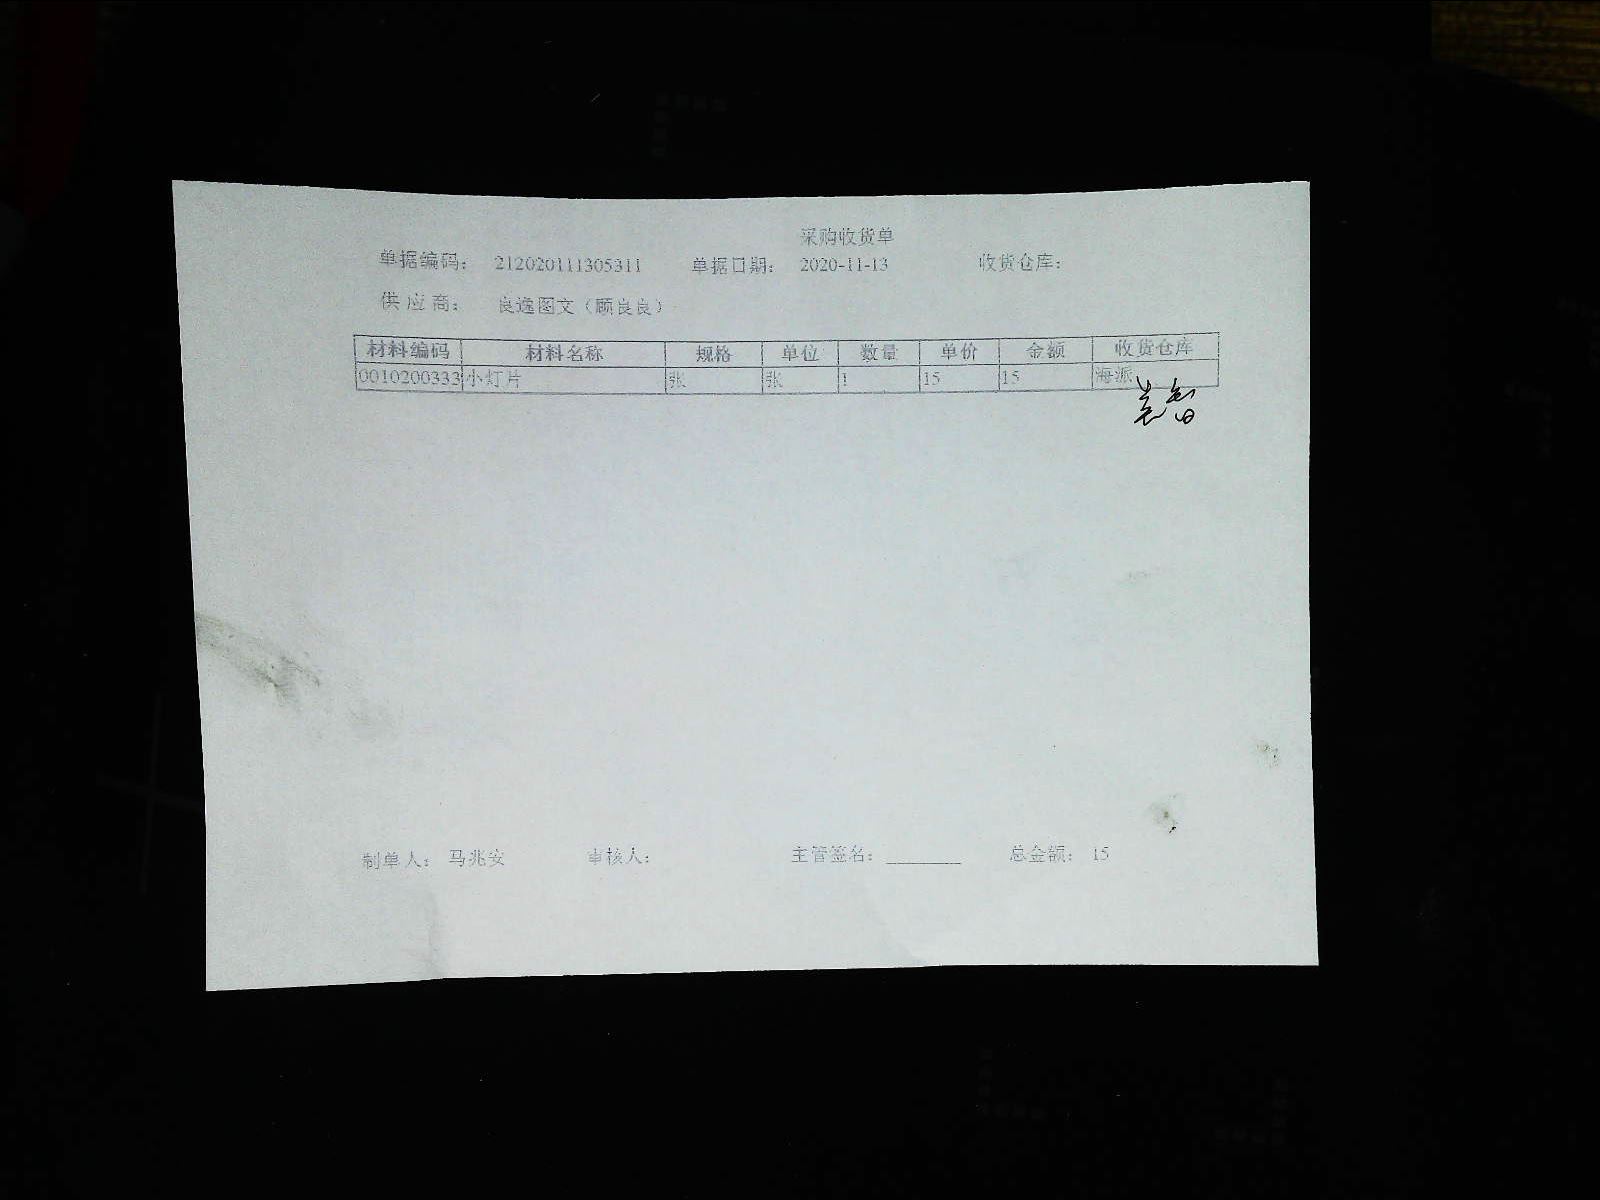 采购收货单
单据编码： 212020111305311 单据日期： 2020-11-13 收货仓库：
供应商： 良逸图文（顾良良）
材料编码 材料名称 规格 单位 数量 单价 金额 收货仓库
0010200333 小灯片 张 张 1 15 15 海派
制单人： 马兆安 审核人： 主管签名： ________ 总金额： 15